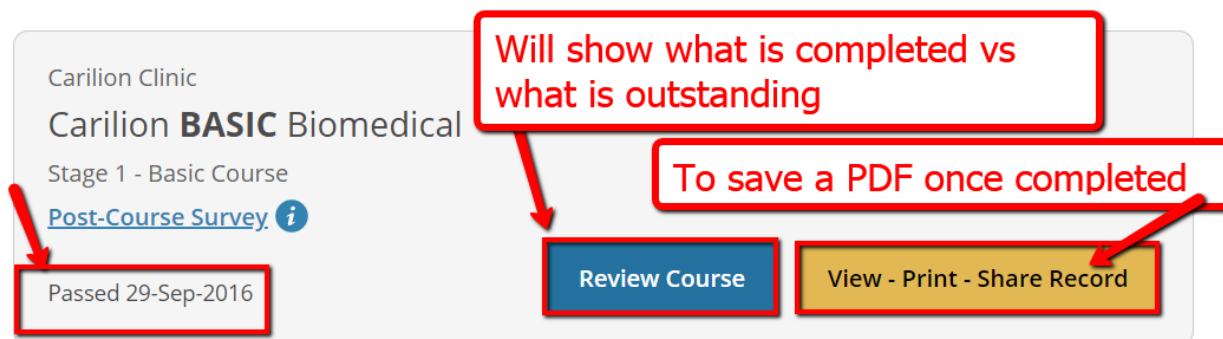 Will show what is completed vs
what is outstanding
Carilion Clinic
Carilion BASIC Biomedical
Stage 1 - Basic Course
To save a PDF once completed
Post-Course Survey i
Review Course
View - Print - Share Record
Passed 29-Sep-2016